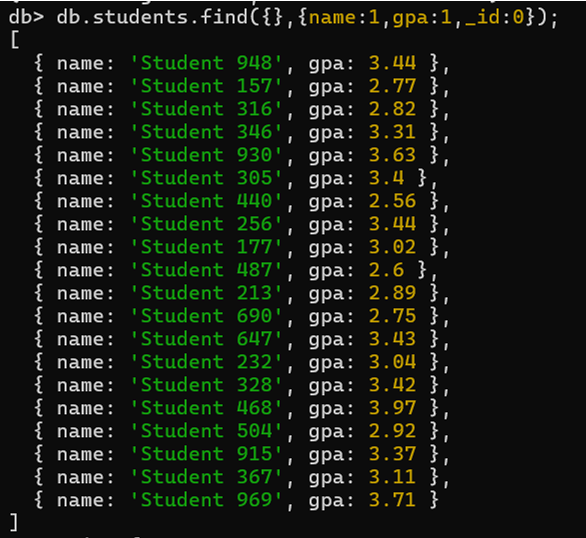 db> db.students.find({},{name:1,gpa:1,_id:0});
[
  { name: 'Student 948', gpa: 3.44 },
  { name: 'Student 157', gpa: 2.77 },
  { name: 'Student 316', gpa: 2.82 },
  { name: 'Student 346', gpa: 3.31 },
  { name: 'Student 930', gpa: 3.63 },
  { name: 'Student 305', gpa: 3.4 },
  { name: 'Student 440', gpa: 2.56 },
  { name: 'Student 256', gpa: 3.44 },
  { name: 'Student 177', gpa: 3.02 },
  { name: 'Student 487', gpa: 2.6 },
  { name: 'Student 213', gpa: 2.89 },
  { name: 'Student 690', gpa: 2.75 },
  { name: 'Student 647', gpa: 3.43 },
  { name: 'Student 232', gpa: 3.04 },
  { name: 'Student 328', gpa: 3.42 },
  { name: 'Student 468', gpa: 3.97 },
  { name: 'Student 504', gpa: 2.92 },
  { name: 'Student 915', gpa: 3.37 },
  { name: 'Student 367', gpa: 3.11 },
  { name: 'Student 969', gpa: 3.71 }
]